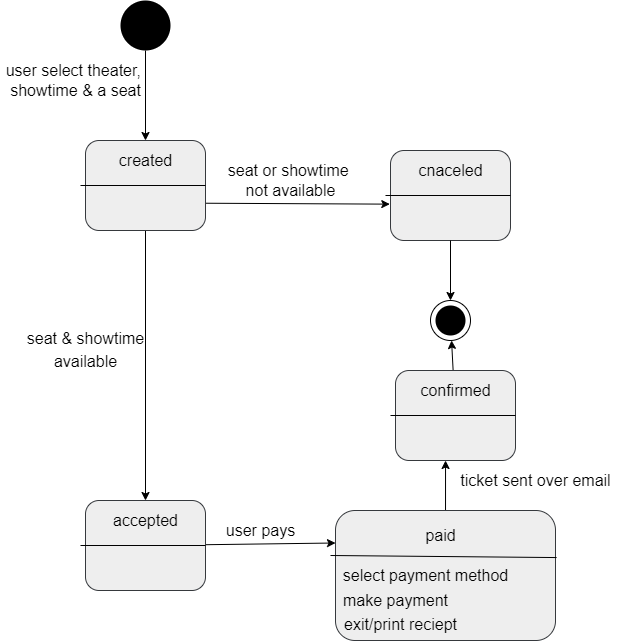 user select theater,
showtime & a seat
created
seat or showtime
not available
cnaceled
seat & showtime
available
confirmed
ticket sent over email
accepted
user pays
paid
select payment method
make payment
exit/print reciept